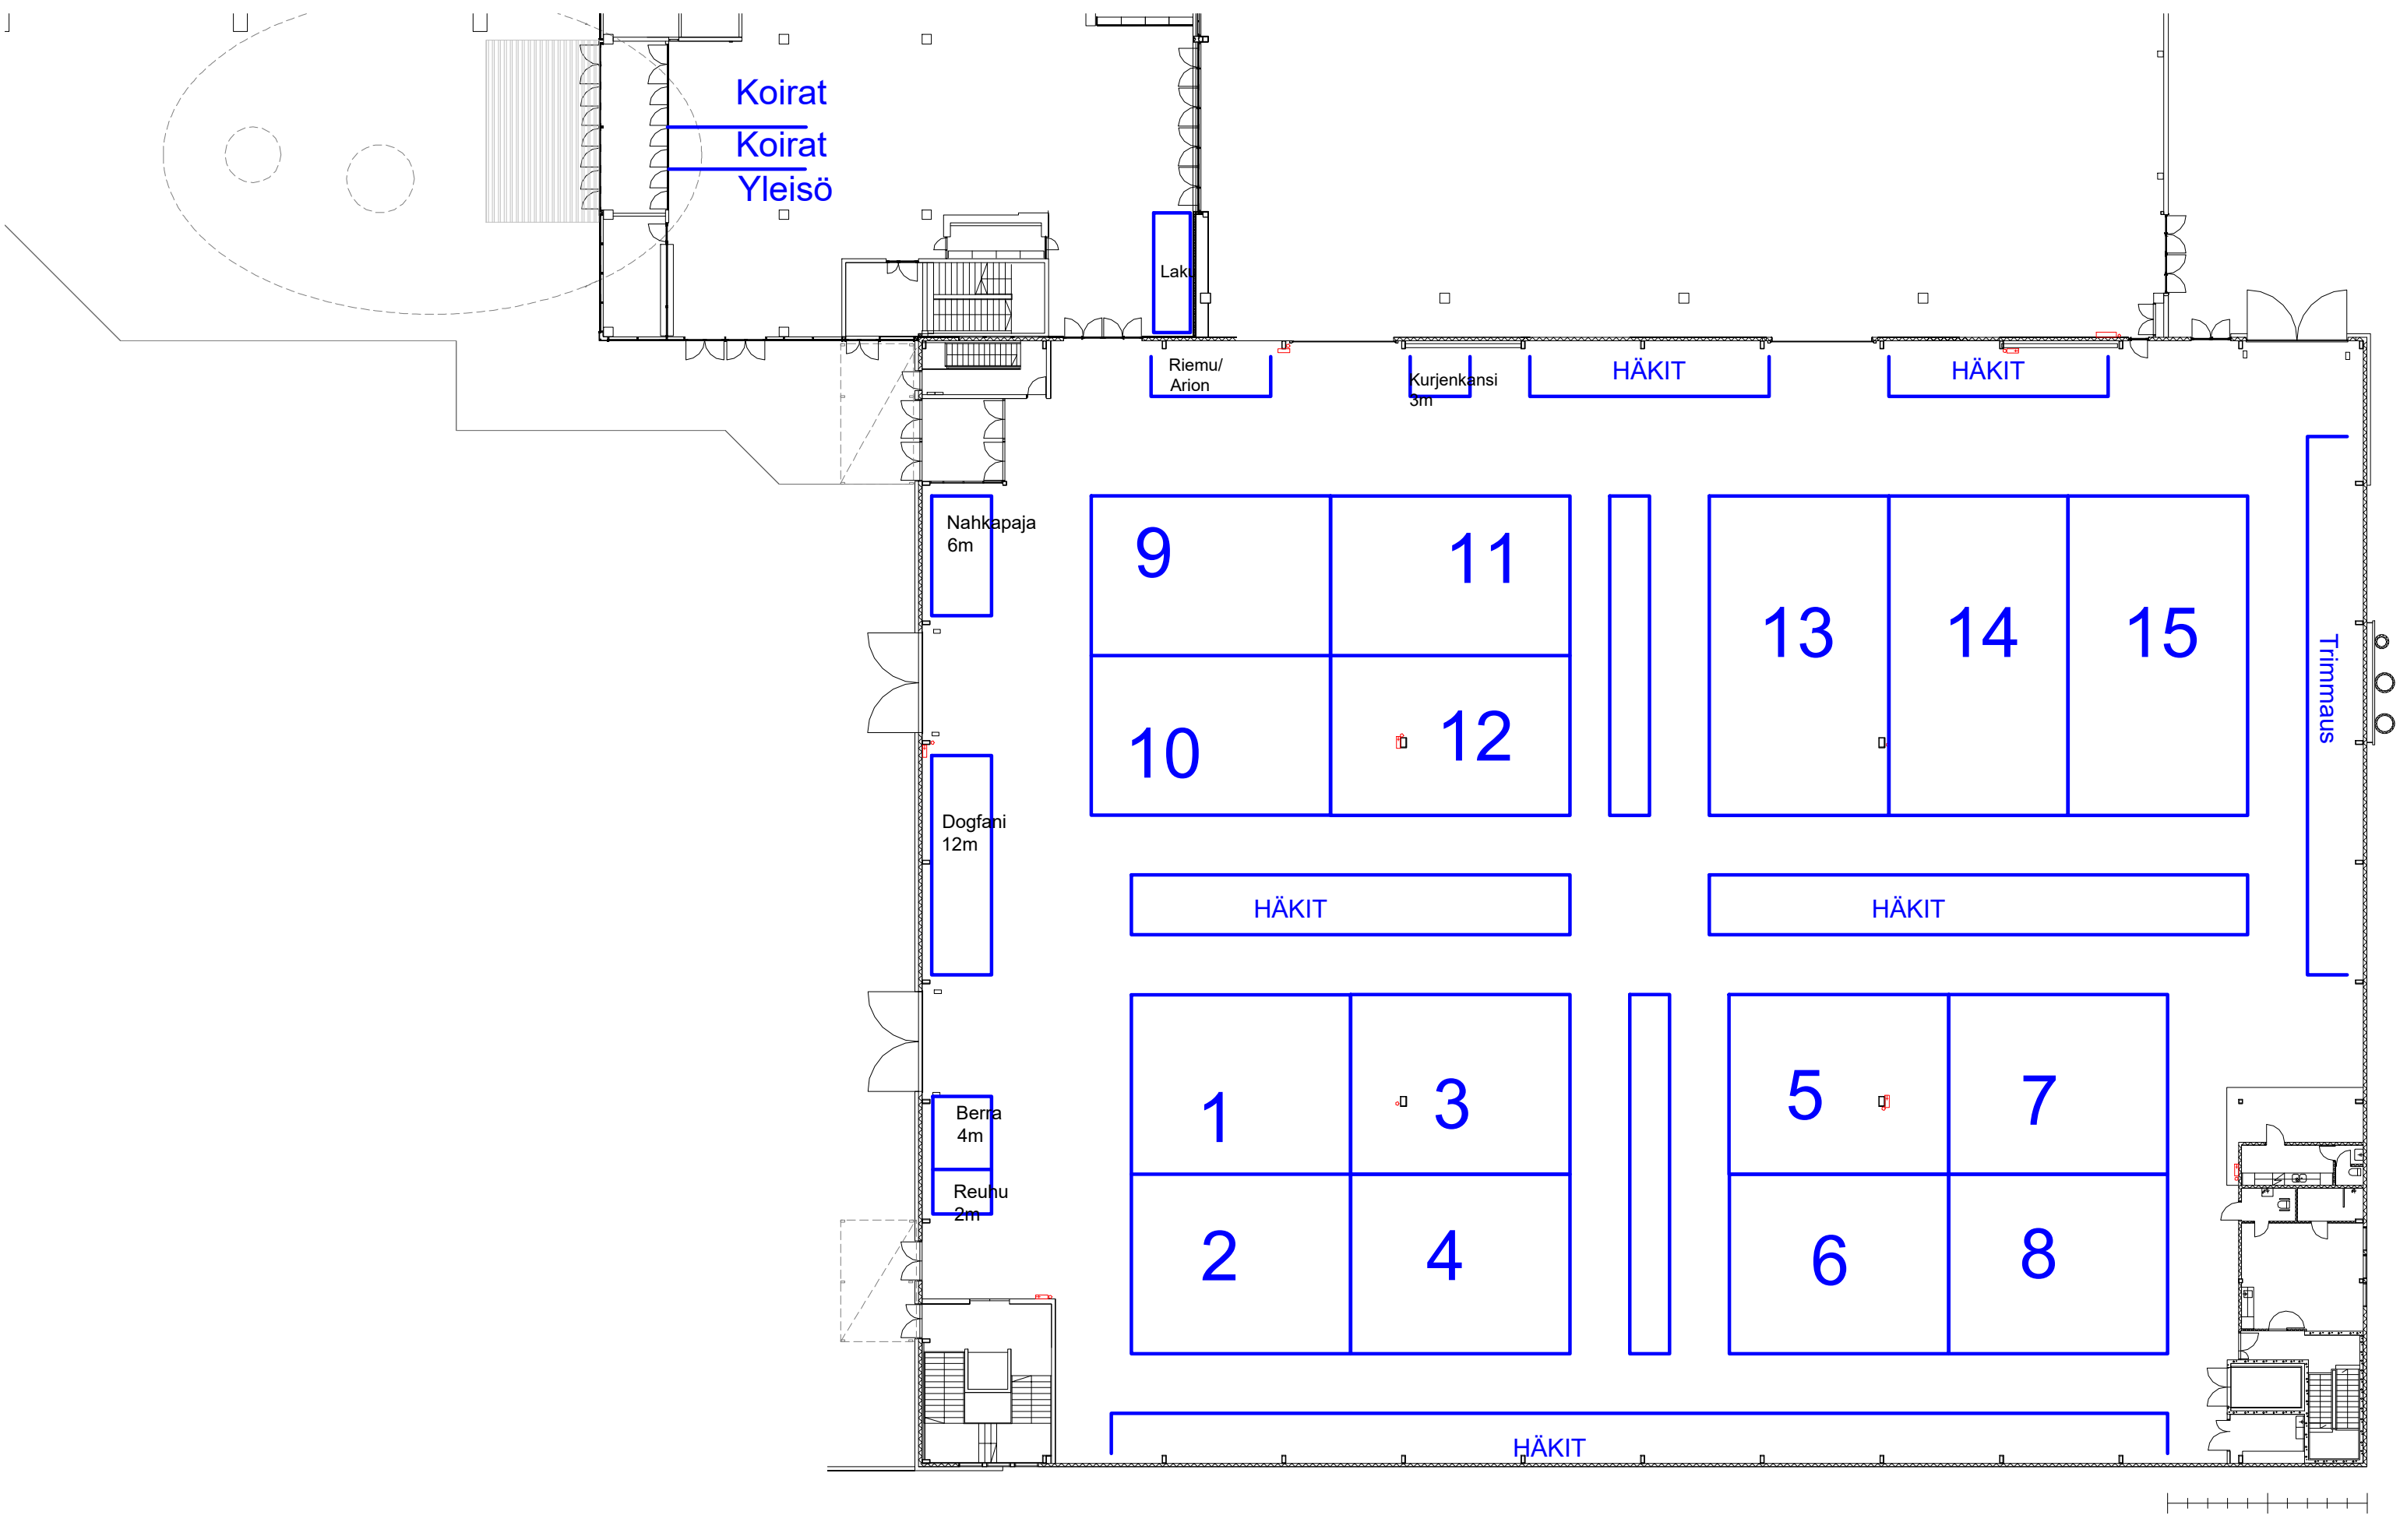 Koirat
Koirat
Yleisö
Laku
Riemu/
Arion
Kurjenkansi
3m
HÄKIT
HÄKIT
Nahkapaja
6m
9
11
13
14
15
Trimmaus
10
12
Dogfani
12m
HÄKIT
HÄKIT
Berra
4m
1
3
5
7
Reuhu
2m
2
4
6
8
HÄKIT